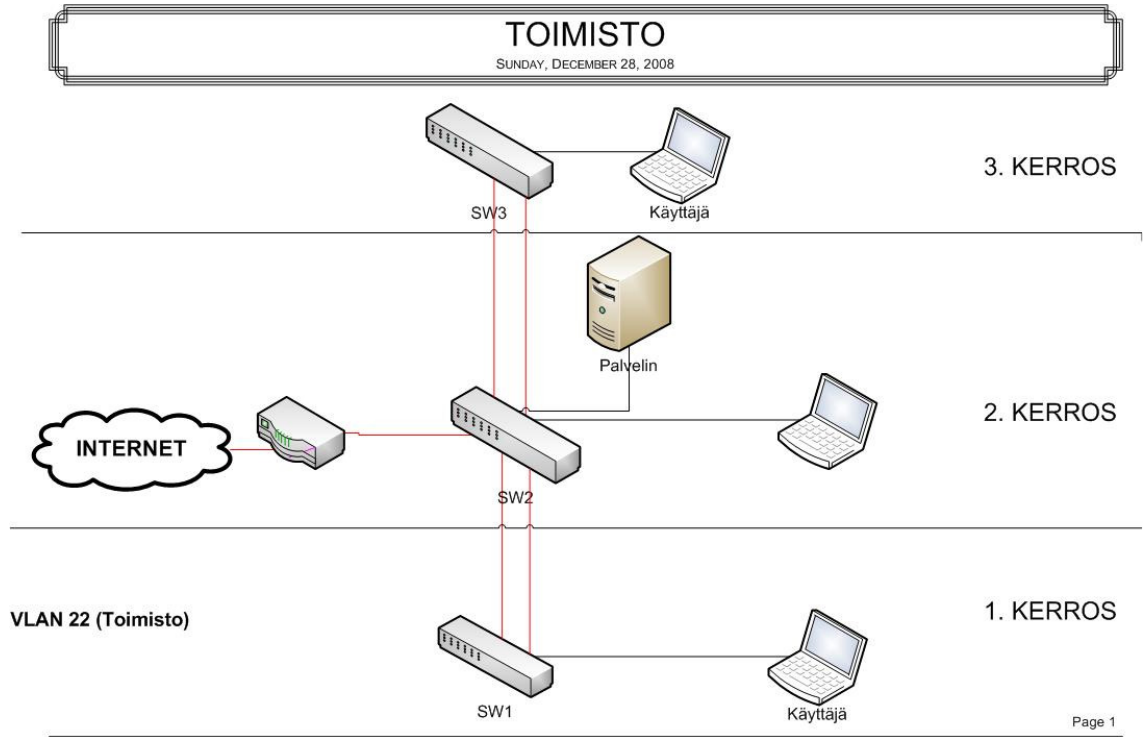 TOIMISTO
SUNDAY, DECEMBER 28, 2008
3. KERROS
SW3
Käyttäjä
Palvelin
2. KERROS
INTERNET
SW2
1. KERROS
VLAN 22 (Toimisto)
SW1
Käyttäjä
Page 1